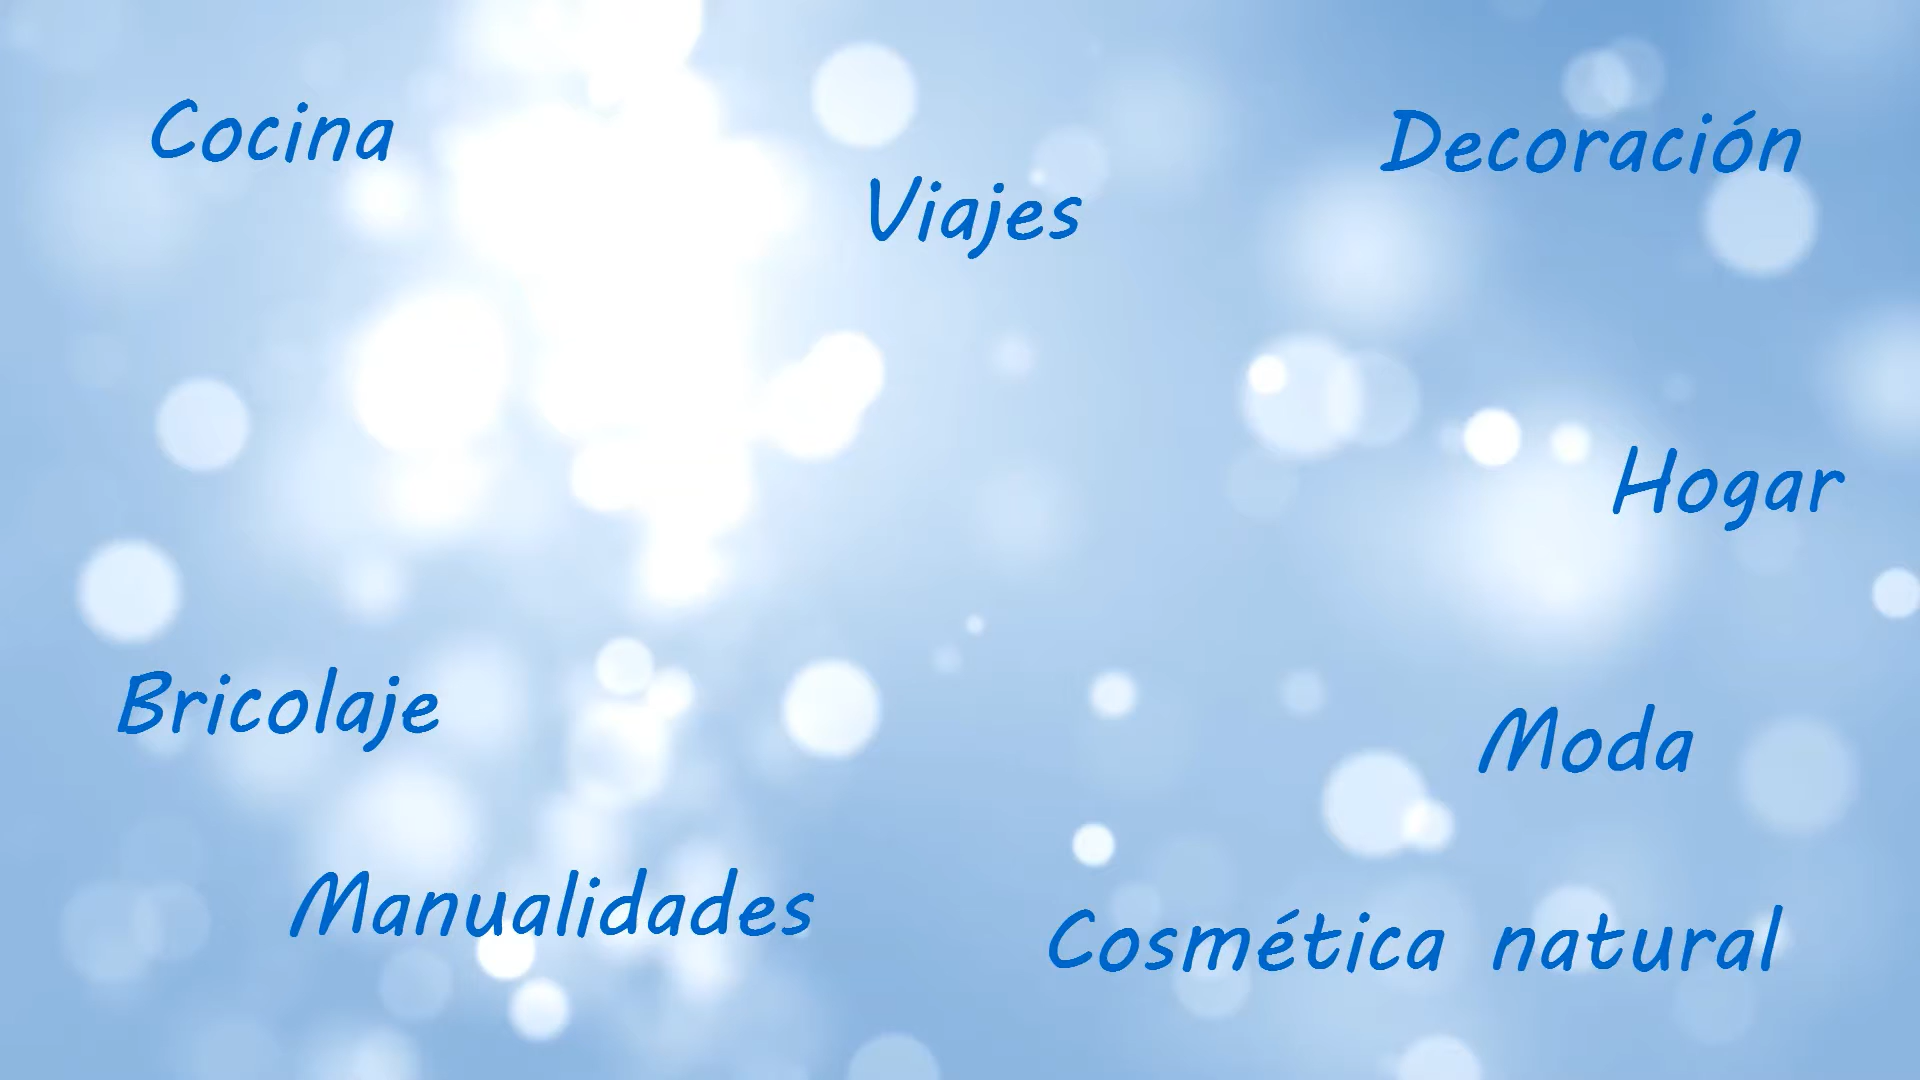 Cocina
Viajes
Decoración
Hogar
Bricolaje
Moda
Manualidades
Cosmética natural